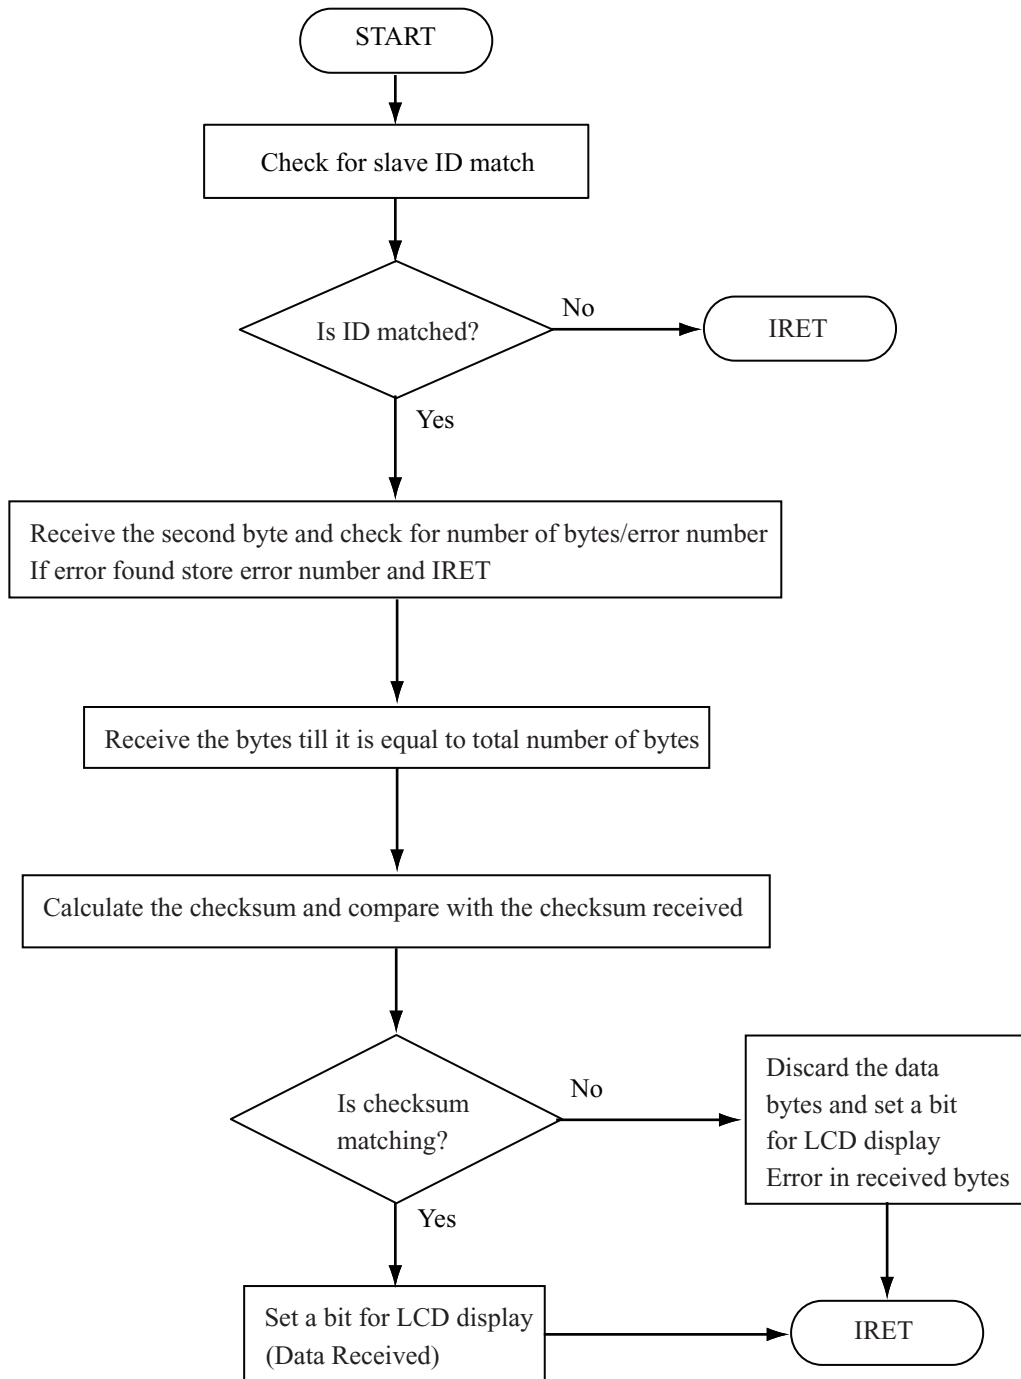 START
Check for slave ID match
Is ID matched?
No
IRET
Yes
Receive the second byte and check for number of bytes/error number
If error found store error number and IRET
Receive the bytes till it is equal to total number of bytes
Calculate the checksum and compare with the checksum received
Is checksum
matching?
No
Discard the data
bytes and set a bit
for LCD display
Error in received bytes
Yes
Set a bit for LCD display
(Data Received)
IRET